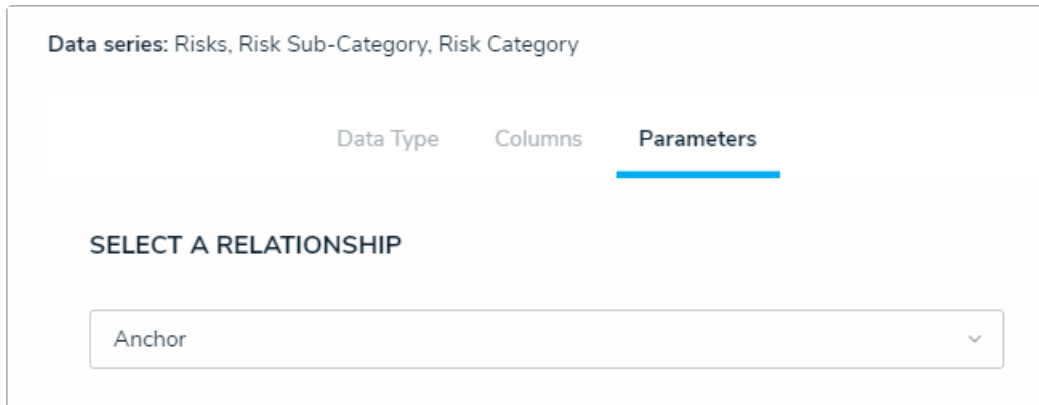 Data series: Risks, Risk Sub-Category, Risk Category
Data Type Columns Parameters
SELECT A RELATIONSHIP
Anchor